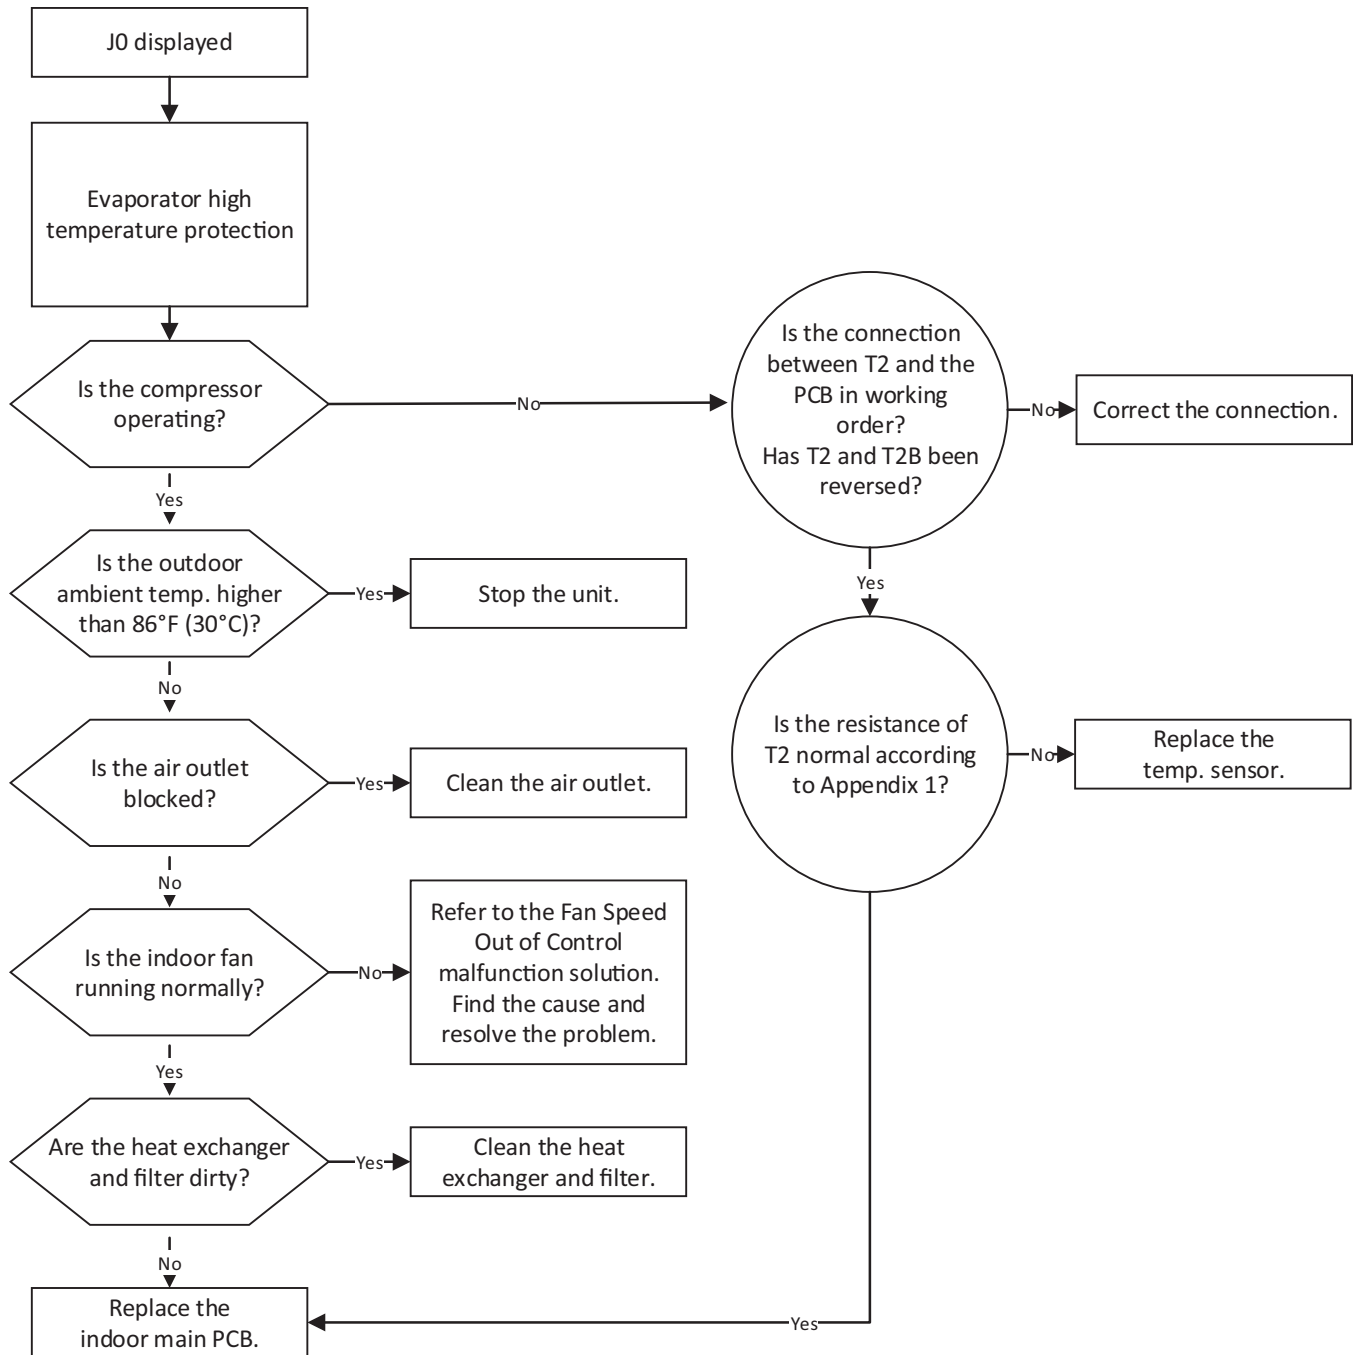 J0 displayed
Evaporator high
temperature protection
Is the compressor
operating?
No
Is the connection
between T2 and the
PCB in working
order?
Has T2 and T2B been
reversed?
No
Correct the connection.
Yes
Is the outdoor
ambient temp. higher
than 86°F (30°C)?
Yes
Stop the unit.
Yes
No
Is the resistance of
T2 normal according
to Appendix 1?
No
Replace the
temp. sensor.
Is the air outlet
blocked?
Yes
Clean the air outlet.
No
Is the indoor fan
running normally?
No
Refer to the Fan Speed
Out of Control
malfunction solution.
Find the cause and
resolve the problem.
Yes
Are the heat exchanger
and filter dirty?
Yes
Clean the heat
exchanger and filter.
No
Replace the
indoor main PCB.
Yes